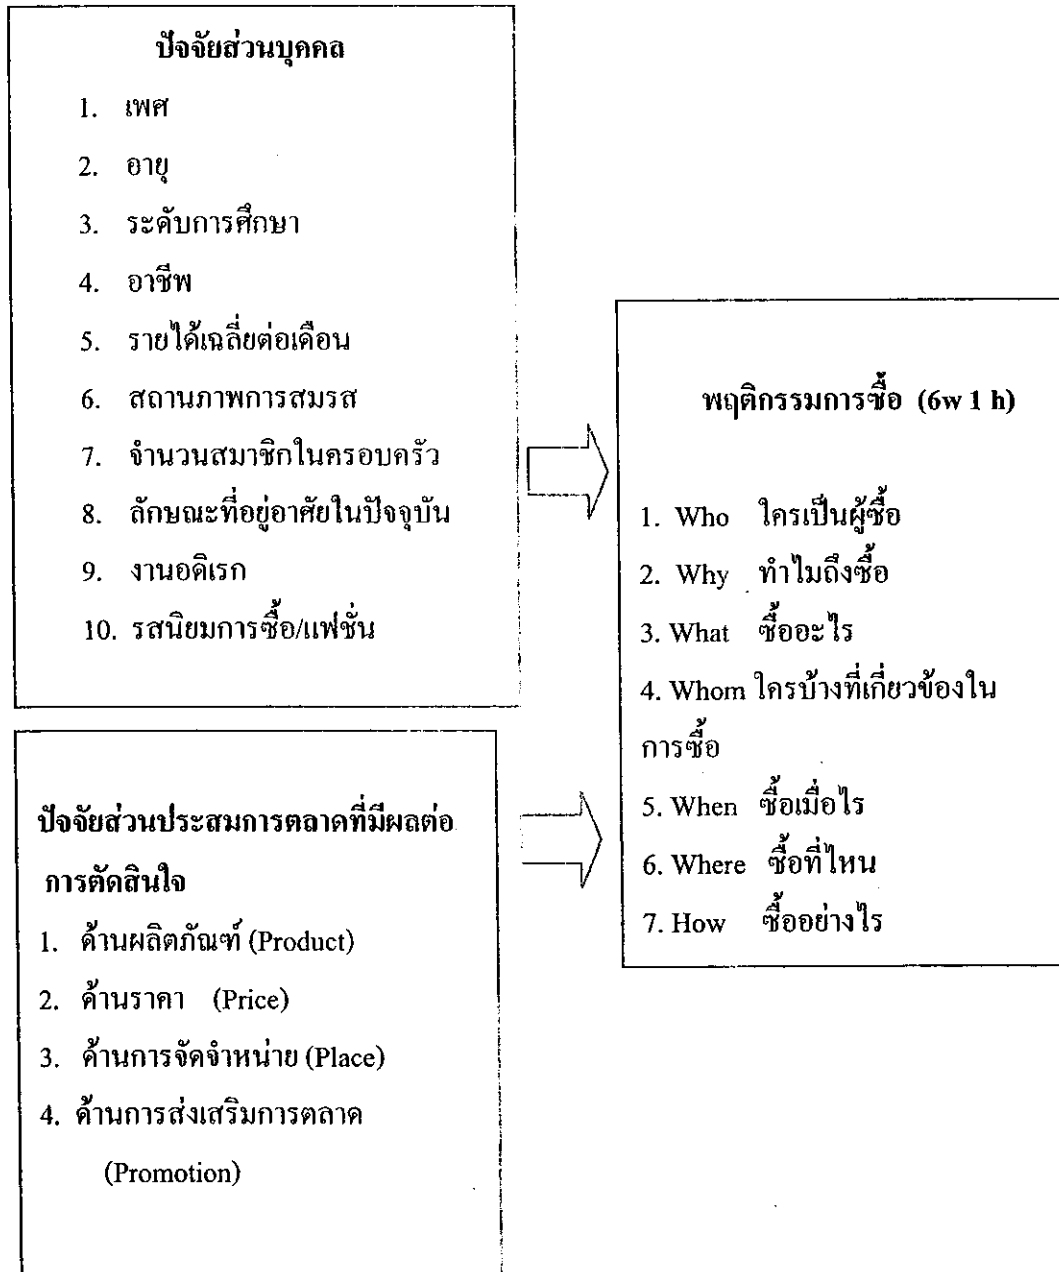 ปัจจัยส่วนบุคคล
1. เพศ
2. อายุ
3. ระดับการศึกษา
4. อาชีพ
5. รายได้เฉลี่ยต่อเดือน
6. สถานภาพการสมรส
7. จำนวนสมาชิกในครอบครัว
8. ลักษณะที่อยู่อาศัยในปัจจุบัน
9. งานอดิเรก
10. รสนิยมการซื้อ/แฟชั่น
ปัจจัยส่วนประสมการตลาดที่มีผลต่อ
การตัดสินใจ
1. ด้านผลิตภัณฑ์ (Product)
2. ด้านราคา (Price)
3. ด้านการจัดจำหน่าย (Place)
4. ด้านการส่งเสริมการตลาด
(Promotion)
พฤติกรรมการซื้อ (6w 1 h)
1. Who ใครเป็นผู้ซื้อ
2. Why ทำไมถึงซื้อ
3. What ซื้ออะไร
4. Whom ใครบ้างที่เกี่ยวข้องใน
การซื้อ
5. When ซื้อเมื่อไร
6. Where ซื้อที่ไหน
7. How ซื้ออย่างไร